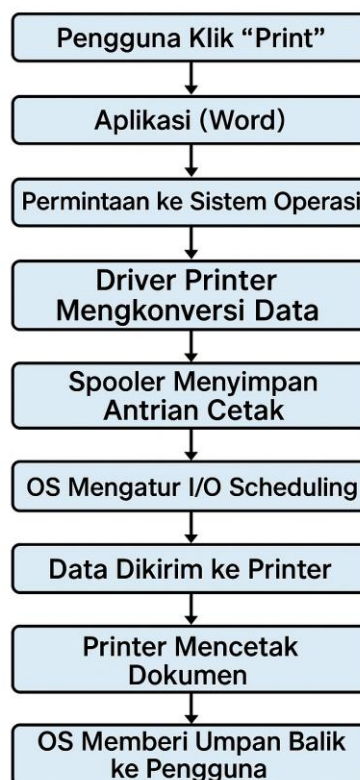 Pengguna Klik “Print”
Aplikasi (Word)
Permintaan ke Sistem Operasi
Driver Printer
Mengkonversi Data
Spooler Menyimpan
Antrian Cetak
OS Mengatur I/O Scheduling
Data Dikirim ke Printer
Printer Mencetak
Dokumen
OS Memberi Umpan Balik
ke Pengguna